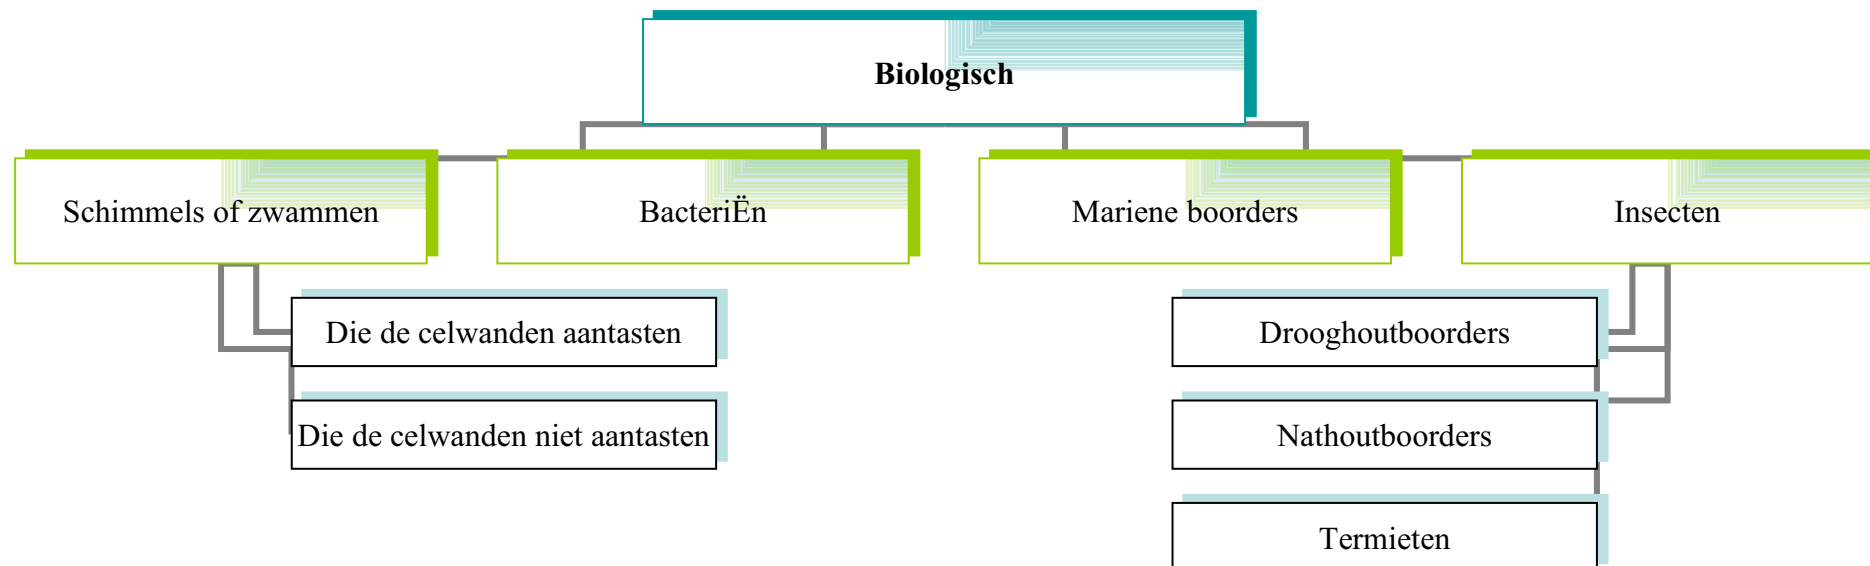 Biologisch
Schimmels of zwammen
BacteriËn
Mariene boorders
Insecten
Die de celwanden aantasten
Die de celwanden niet aantasten
Drooghoutboorders
Nathoutboorders
Termieten